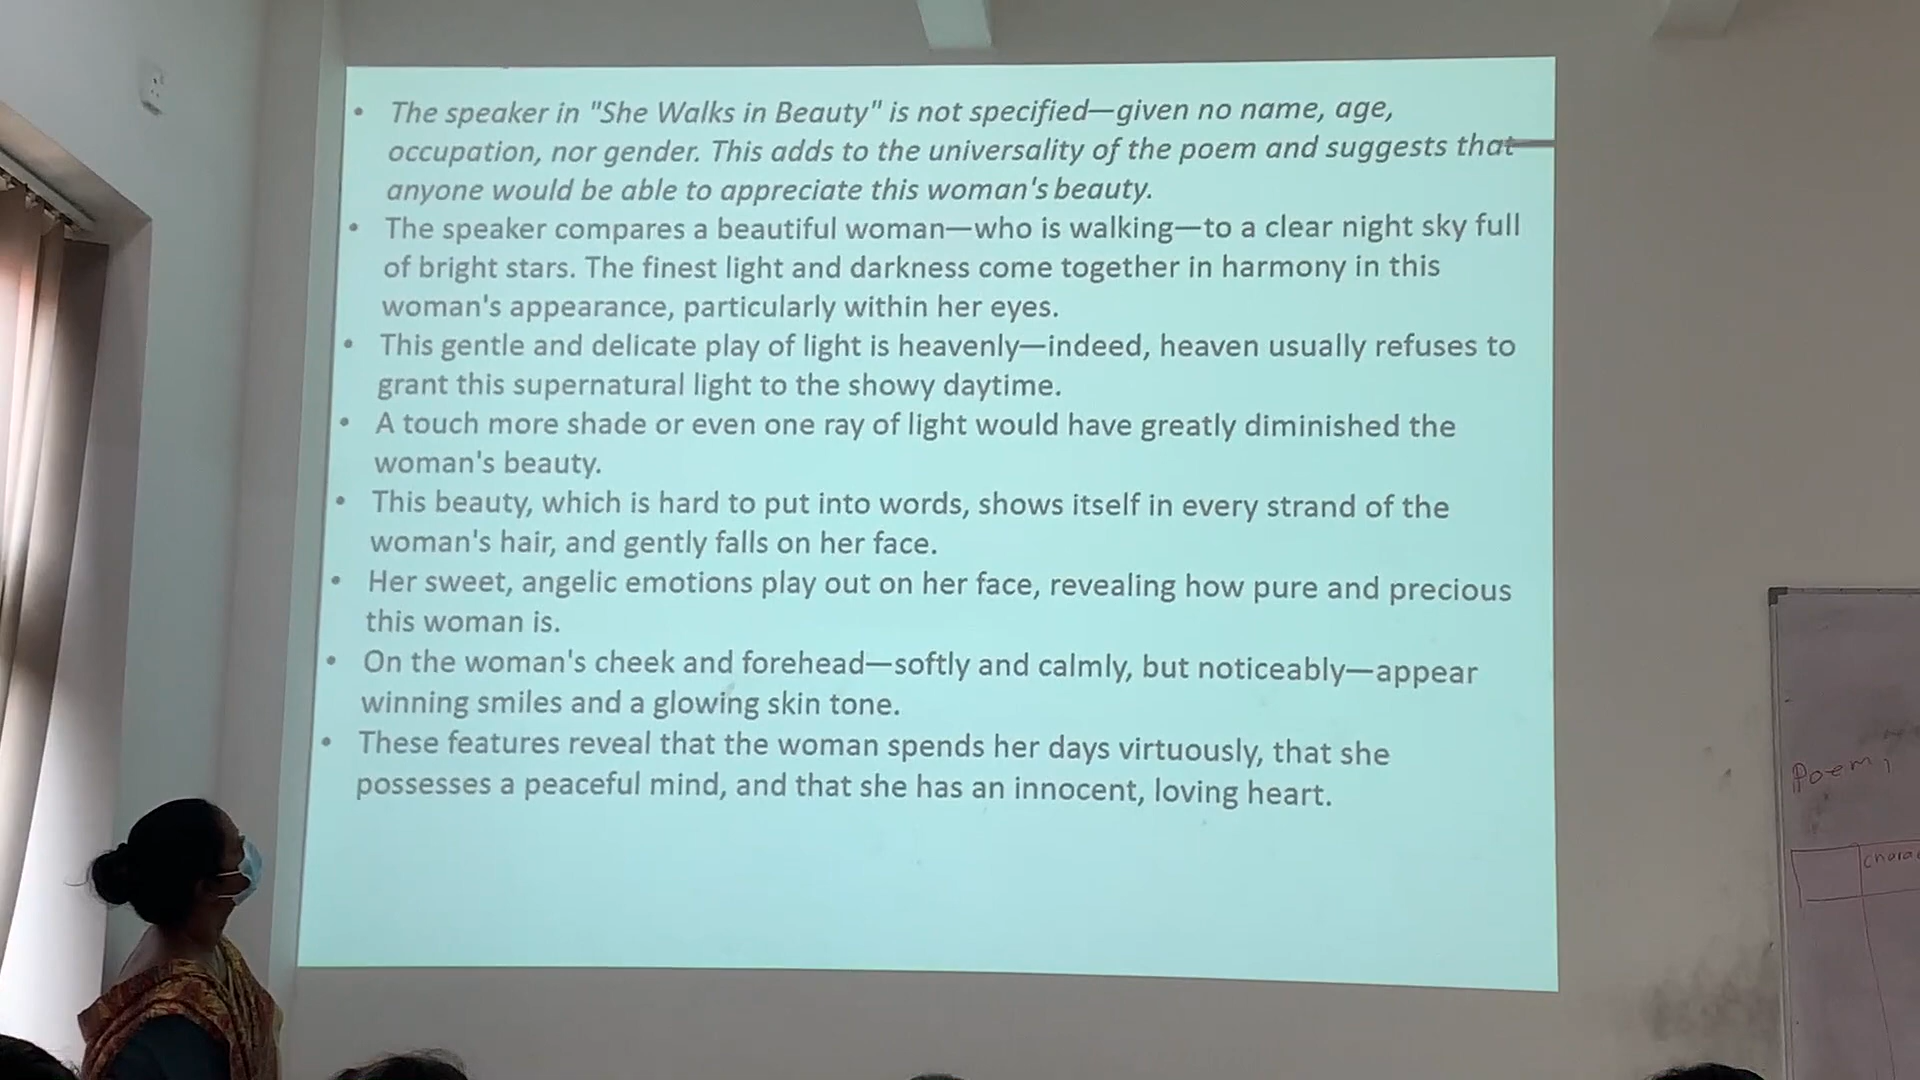 • The speaker in "She Walks in Beauty" is not specified—given no name, age,
occupation, nor gender. This adds to the universality of the poem and suggests that
anyone would be able to appreciate this woman's beauty.
• The speaker compares a beautiful woman—who is walking—to a clear night sky full
of bright stars. The finest light and darkness come together in harmony in this
woman's appearance, particularly within her eyes.
• This gentle and delicate play of light is heavenly—indeed, heaven usually refuses to
grant this supernatural light to the showy daytime.
• A touch more shade or even one ray of light would have greatly diminished the
woman's beauty.
• This beauty, which is hard to put into words, shows itself in every strand of the
woman's hair, and gently falls on her face.
• Her sweet, angelic emotions play out on her face, revealing how pure and precious
this woman is.
• On the woman's cheek and forehead—softly and calmly, but noticeably—appear
winning smiles and a glowing skin tone.
• These features reveal that the woman spends her days virtuously, that she
possesses a peaceful mind, and that she has an innocent, loving heart.
Poem,